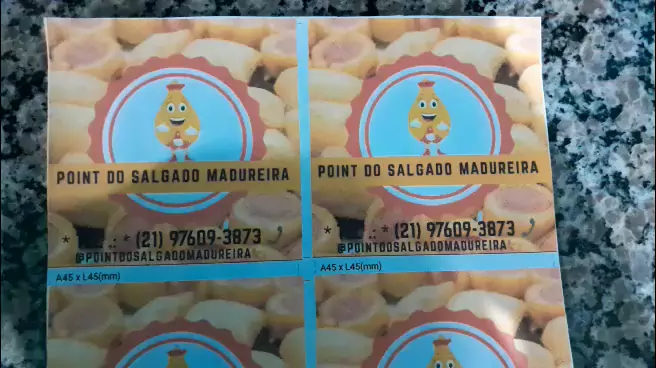 POINT DO SALGADO MADUREIRA
* .: * (21) 97609-3873
@POINTDOSALGADOMADUREIRA
A45 x L45(mm)
POINT DO SALGADO MADUREIRA
* .: * (21) 97609-3873
@POINTDOSALGADOMADUREIRA
A45 x L45(mm)